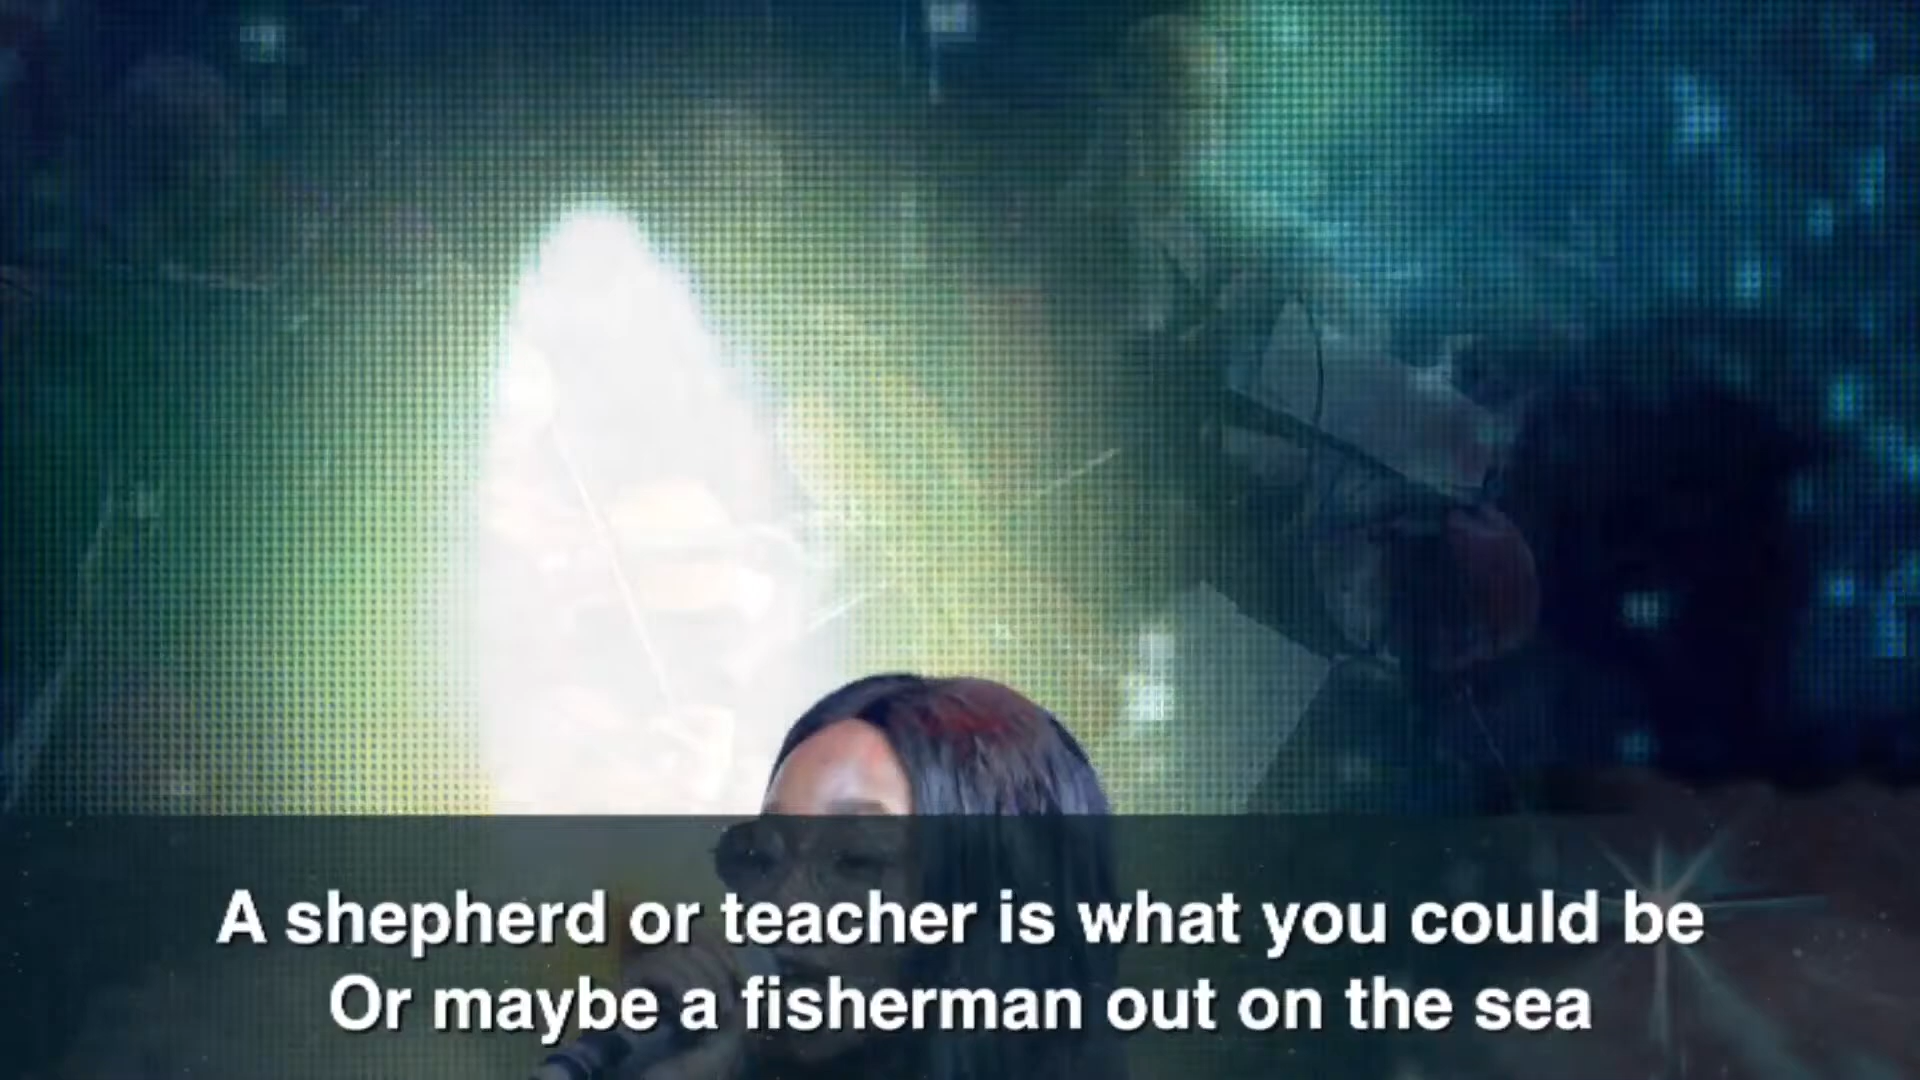 A shepherd or teacher is what you could be
Or maybe a fisherman out on the sea